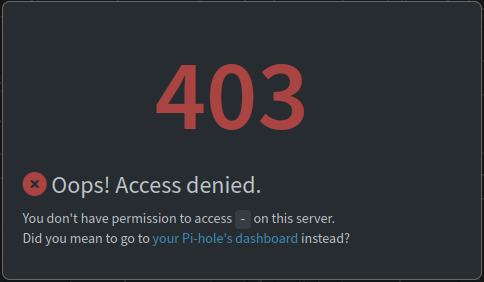 403
Oops! Access denied.
You don't have permission to access - on this server.
Did you mean to go to your Pi-hole's dashboard instead?